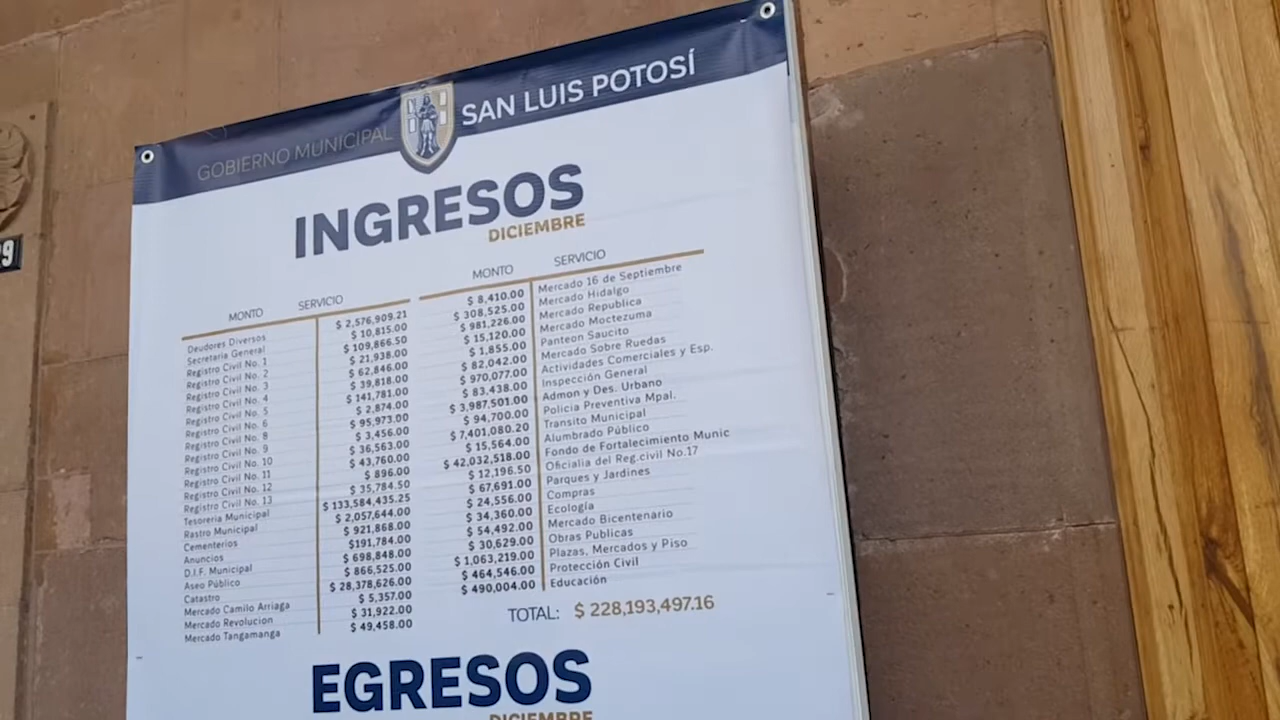 GOBIERNO MUNICIPAL SAN LUIS POTOSÍ
INGRESOS
DICIEMBRE
MONTO SERVICIO
Deudores Diversos $ 2,576,909.21
Secretaria General $ 10,815.00
Registro Civil No. 1 $ 109,866.50
Registro Civil No. 2 $ 21,938.00
Registro Civil No. 3 $ 62,846.00
Registro Civil No. 4 $ 39,818.00
Registro Civil No. 5 $ 141,781.00
Registro Civil No. 6 $ 2,874.00
Registro Civil No. 8 $ 95,973.00
Registro Civil No. 9 $ 3,456.00
Registro Civil No. 10 $ 36,563.00
Registro Civil No. 11 $ 43,760.00
Registro Civil No. 12 $ 896.00
Registro Civil No. 13 $ 35,784.50
Tesoreria Municipal $ 133,584,435.25
Rastro Municipal $ 2,057,644.00
Cementerios $ 921,868.00
Anuncios $191,784.00
D.I.F. Municipal $ 698,848.00
Aseo Público $ 866,525.00
Catastro $ 28,378,626.00
Mercado Camilo Arriaga $ 5,357.00
Mercado Revolucion $ 31,922.00
Mercado Tangamanga $ 49,458.00
MONTO SERVICIO
$ 8,410.00 Mercado 16 de Septiembre
$ 308,525.00 Mercado Hidalgo
$ 981,226.00 Mercado Republica
$ 15,120.00 Mercado Moctezuma
$ 1,855.00 Panteon Saucito
$ 82,042.00 Mercado Sobre Ruedas
$ 970,077.00 Actividades Comerciales y Esp.
$ 83,438.00 Inspección General
$ 3,987,501.00 Admon y Des. Urbano
$ 94,700.00 Policia Preventiva Mpal.
$ 7,401,080.20 Transito Municipal
$ 15,564.00 Alumbrado Público
$ 42,032,518.00 Fondo de Fortalecimiento Munic
$ 12,196.50 Oficialia del Reg.civil No.17
$ 67,691.00 Parques y Jardines
$ 24,556.00 Compras
$ 34,360.00 Ecología
$ 54,492.00 Mercado Bicentenario
$ 30,629.00 Obras Publicas
$ 1,063,219.00 Plazas, Mercados y Piso
$ 464,546.00 Protección Civil
$ 490,004.00 Educación
TOTAL: $ 228,193,497.16
EGRESOS
DICIEMBRE